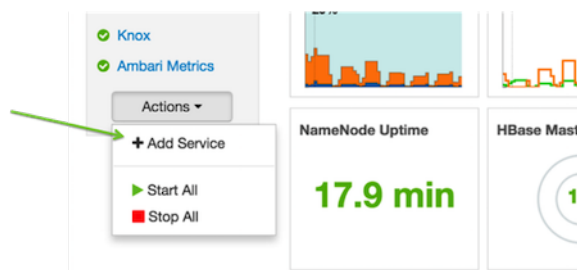 Knox
Ambari Metrics
Actions
+ Add Service
Start All
Stop All
NameNode Uptime
17.9 min
HBase Mast